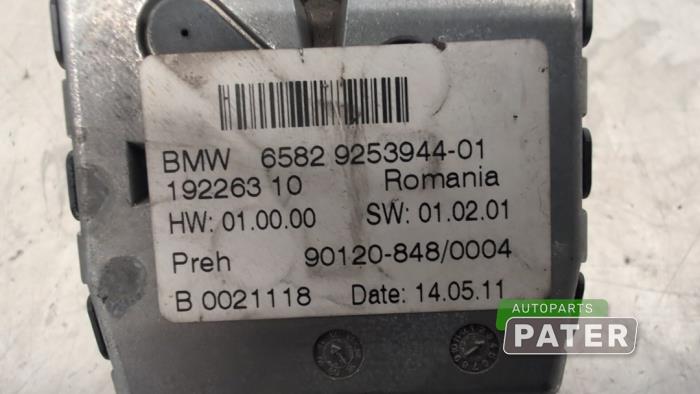 BMW 6582 9253944-01
192263 10 Romania
HW: 01.00.00 SW: 01.02.01
Preh 90120-848/0004
B 0021118 Date: 14.05.11
AUTOPARTS
PATER